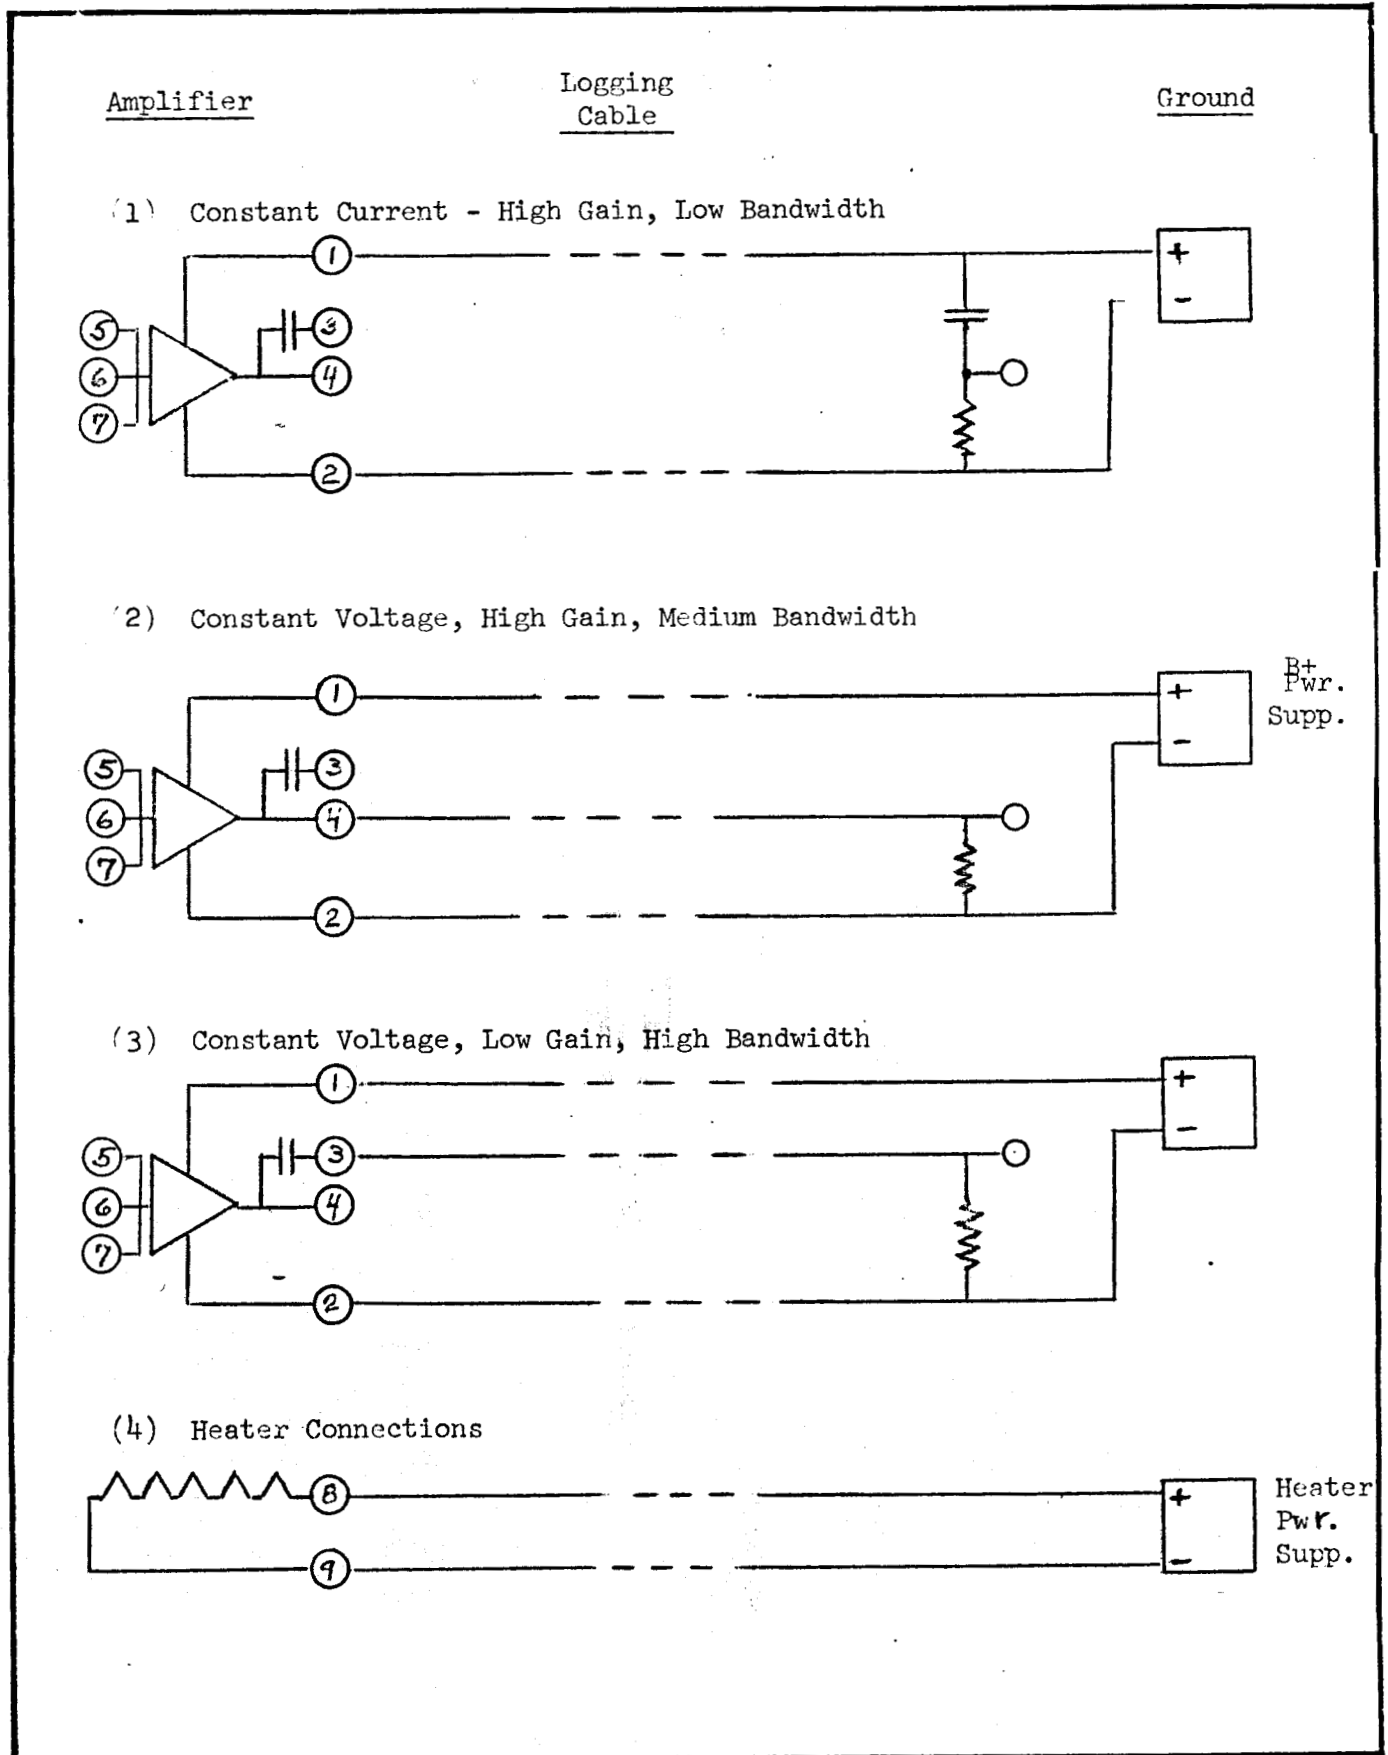 Amplifier
Logging
Cable
Ground
(1) Constant Current - High Gain, Low Bandwidth
1
+
-
5
3
6
4
7
2
(2) Constant Voltage, High Gain, Medium Bandwidth
B+
Pwr.
Supp.
1
+
-
5
3
6
4
7
2
(3) Constant Voltage, Low Gain, High Bandwidth
1
+
-
5
3
6
4
7
2
(4) Heater Connections
8
+
Heater
Pwr.
Supp.
9
-